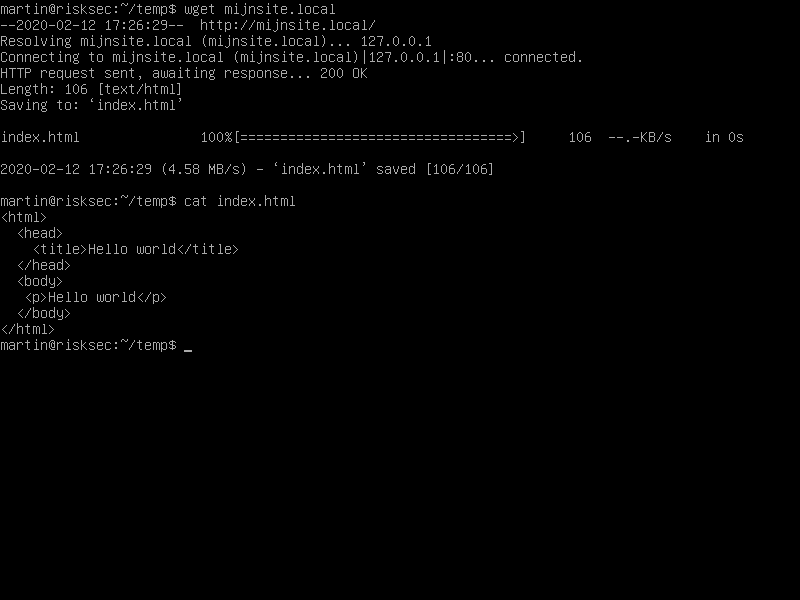 martin@risksec:~/temp$ wget mijnsite.local
--2020-02-12 17:26:29--  http://mijnsite.local/
Resolving mijnsite.local (mijnsite.local)... 127.0.0.1
Connecting to mijnsite.local (mijnsite.local)|127.0.0.1|:80... connected.
HTTP request sent, awaiting response... 200 OK
Length: 106 [text/html]
Saving to: ‘index.html’

index.html               100%[==================================>]     106  --.-KB/s    in 0s

2020-02-12 17:26:29 (4.58 MB/s) - ‘index.html’ saved [106/106]

martin@risksec:~/temp$ cat index.html
<html>
  <head>
    <title>Hello world</title>
  </head>
  <body>
   <p>Hello world</p>
  </body>
</html>
martin@risksec:~/temp$ _